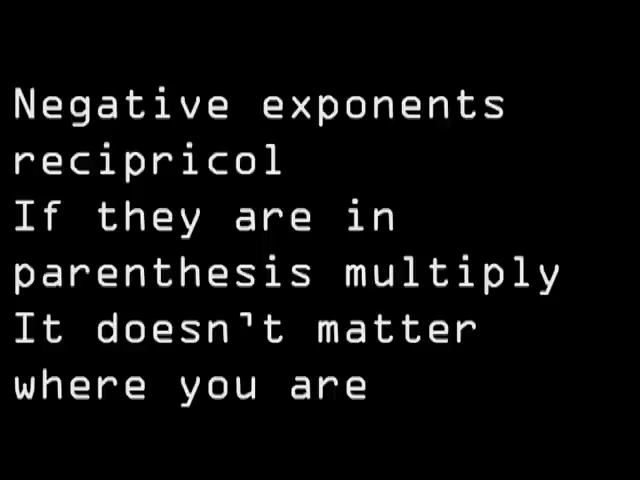 Negative exponents
recipricol
If they are in
parenthesis multiply
It doesn't matter
where you are